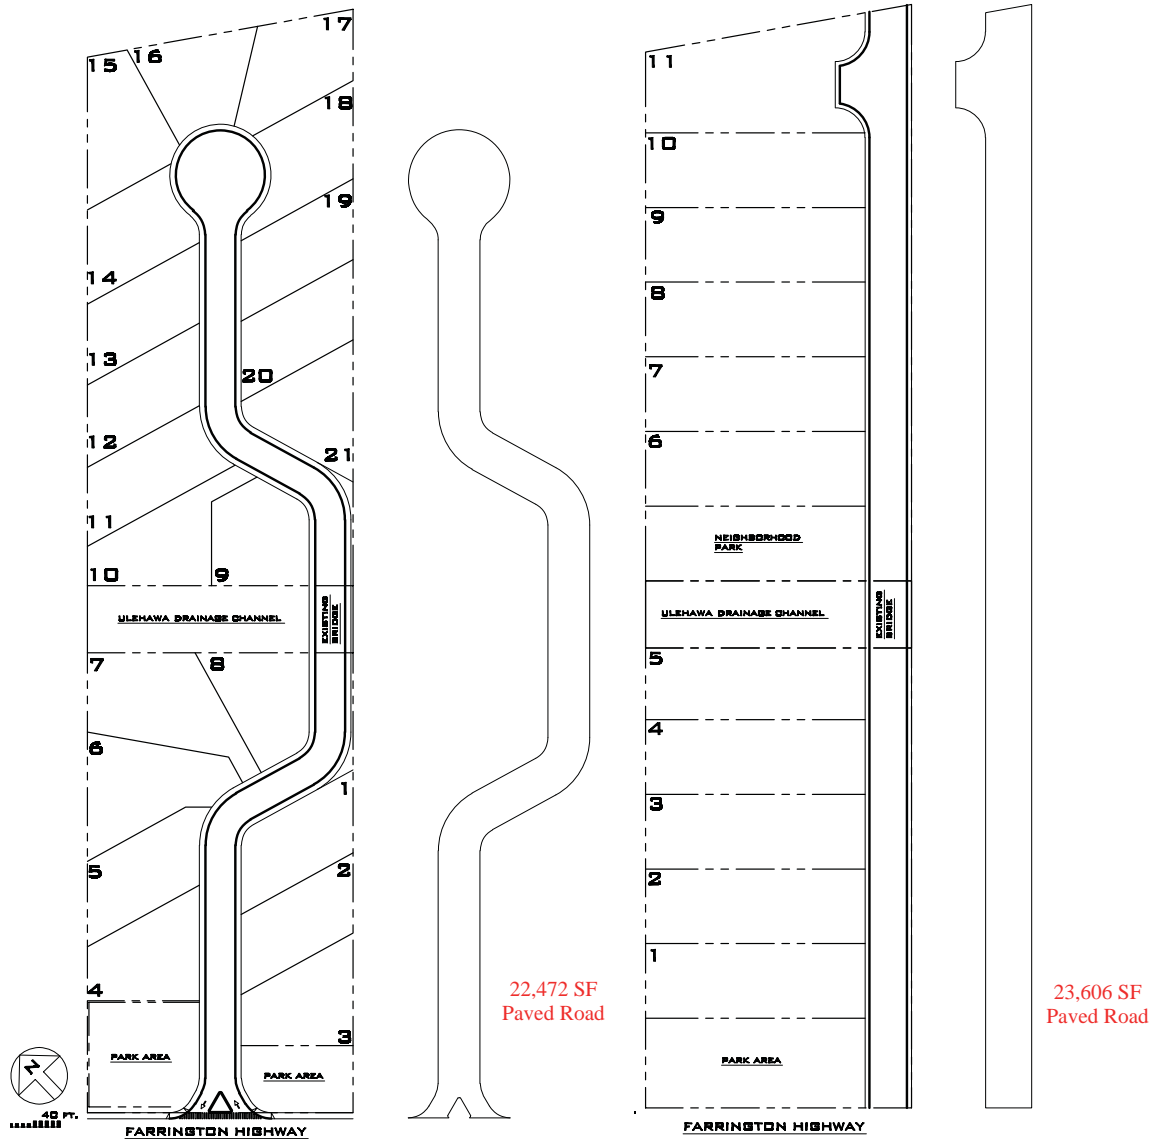 17
16
15
18
19
14
13
20
12
21
11
10
9
ULEHAWA DRAINAGE CHANNEL
EXISTING
BRIDGE
7
8
6
1
5
2
4
3
PARK AREA
PARK AREA
N
40 FT.
FARRINGTON HIGHWAY
22,472 SF
Paved Road
11
10
9
8
7
6
NEIGHBORHOOD
PARK
ULEHAWA DRAINAGE CHANNEL
EXISTING
BRIDGE
5
4
3
2
1
PARK AREA
FARRINGTON HIGHWAY
23,606 SF
Paved Road